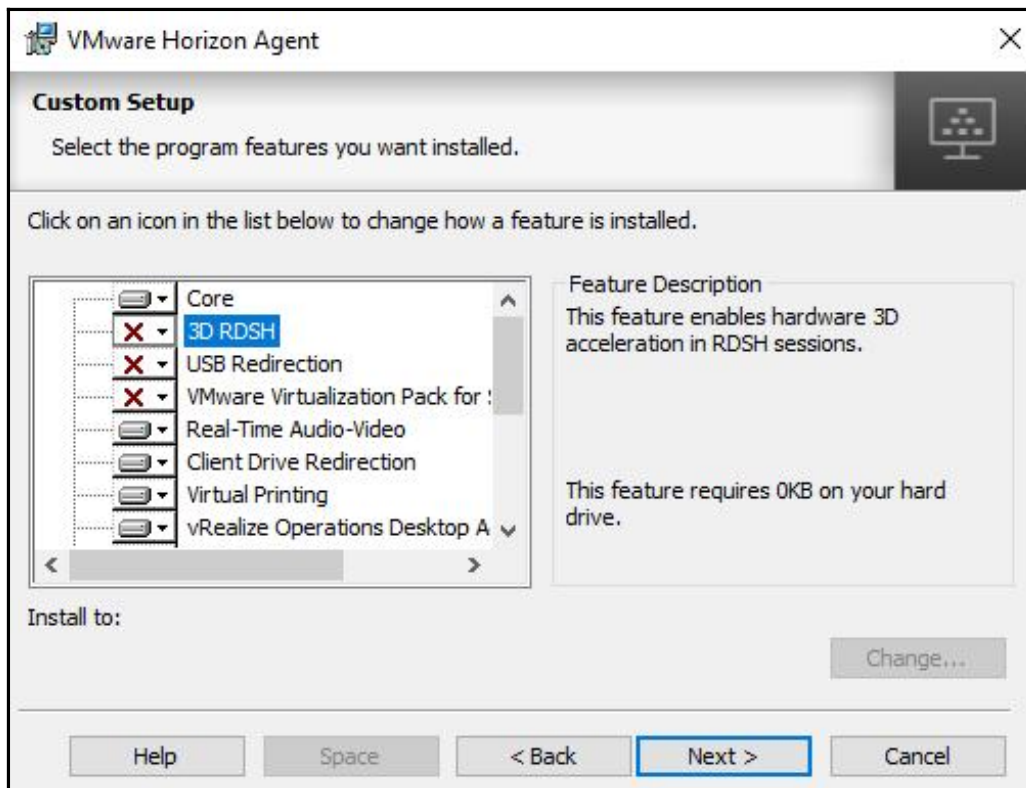 VMware Horizon Agent
Custom Setup
Select the program features you want installed.
Click on an icon in the list below to change how a feature is installed.
Core
3D RDSH
USB Redirection
VMware Virtualization Pack for
Real-Time Audio-Video
Client Drive Redirection
Virtual Printing
vRealize Operations Desktop A
Feature Description
This feature enables hardware 3D
acceleration in RDSH sessions.
This feature requires 0KB on your hard
drive.
Install to:
Change...
Help
Space
< Back
Next >
Cancel